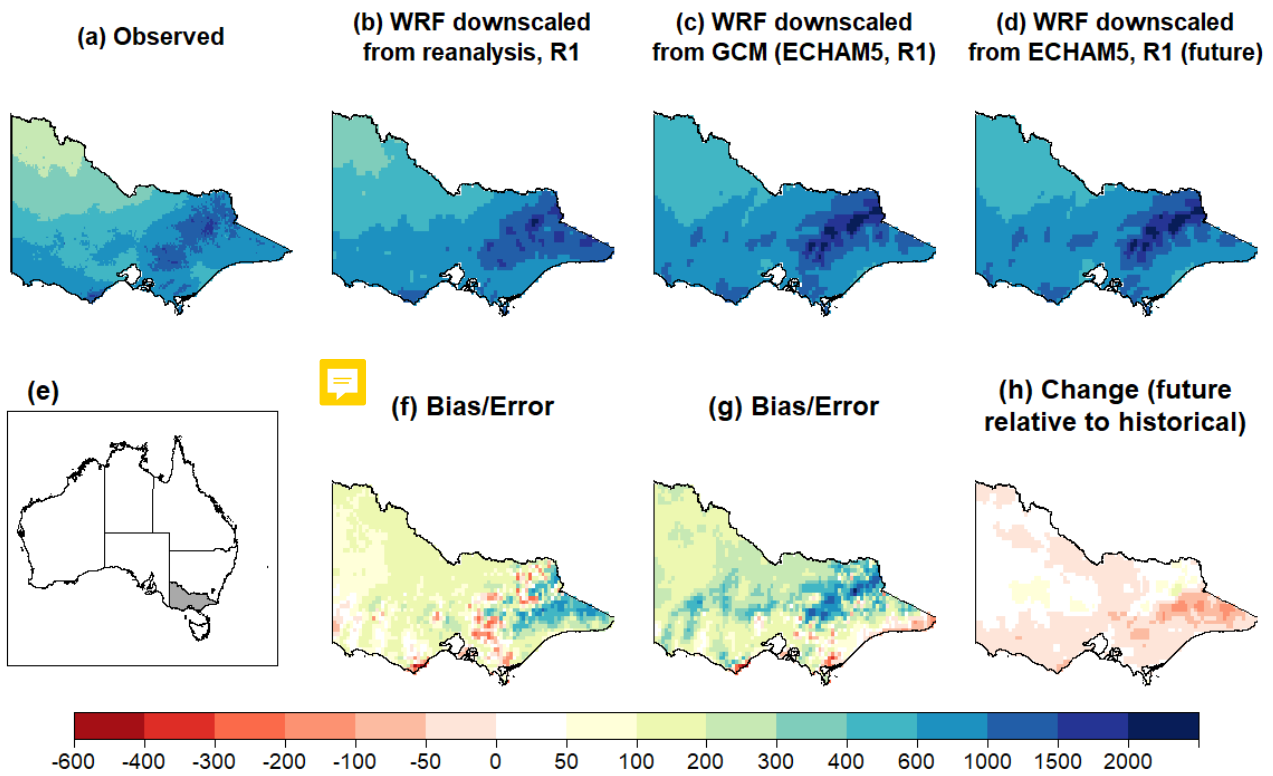 (a) Observed
(b) WRF downscaled
from reanalysis, R1
(c) WRF downscaled
from GCM (ECHAM5, R1)
(d) WRF downscaled
from ECHAM5, R1 (future)
(e)
(f) Bias/Error
(g) Bias/Error
(h) Change (future
relative to historical)
-600 -400 -300 -200 -100 -50 0 50 100 200 300 400 600 1000 1500 2000